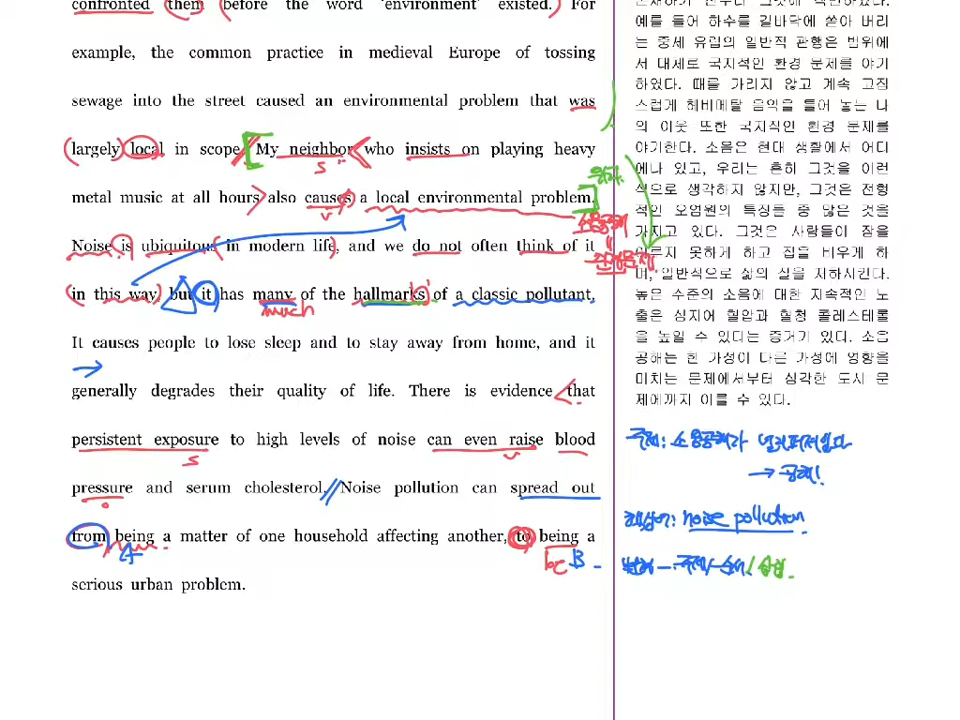 confronted them before the word ‘environment’ existed. For
example, the common practice in medieval Europe of tossing
sewage into the street caused an environmental problem that was
largely local in scope. My neighbor who insists on playing heavy
metal music at all hours also causes a local environmental problem.
Noise is ubiquitous in modern life, and we do not often think of it
in this way, but it has many of the hallmarks of a classic pollutant.
much
It causes people to lose sleep and to stay away from home, and it
generally degrades their quality of life. There is evidence that
persistent exposure to high levels of noise can even raise blood
pressure and serum cholesterol. Noise pollution can spread out
from being a matter of one household affecting another, to being a
A
B
serious urban problem.
예를 들어 하수를 길바닥에 쏟아 버리
는 중세 유럽의 일반적 관행은 범위에
서 대체로 국지적인 환경 문제를 야기
하였다. 때를 가리지 않고 계속 고집
스럽게 헤비메탈 음악을 틀어 놓는 나
의 이웃 또한 국지적인 환경 문제를
야기한다. 소음은 현대 생활에서 어디
에나 있고, 우리는 흔히 그것을 이런
식으로 생각하지 않지만, 그것은 전형
적인 오염원의 특징들 중 많은 것을
가지고 있다. 그것은 사람들이 잠을
이루지 못하게 하고 집을 비우게 하
며, 일반적으로 삶의 질을 저하시킨다.
높은 수준의 소음에 대한 지속적인 노
출은 심지어 혈압과 혈청 콜레스테롤
을 높일 수 있다는 증거가 있다. 소음
공해는 한 가정이 다른 가정에 영향을
미치는 문제에서부터 심각한 도시 문
제에까지 이를 수 있다.
주제: 소음공해가 널리퍼져있다
→ 공해!
핵심어: noise pollution